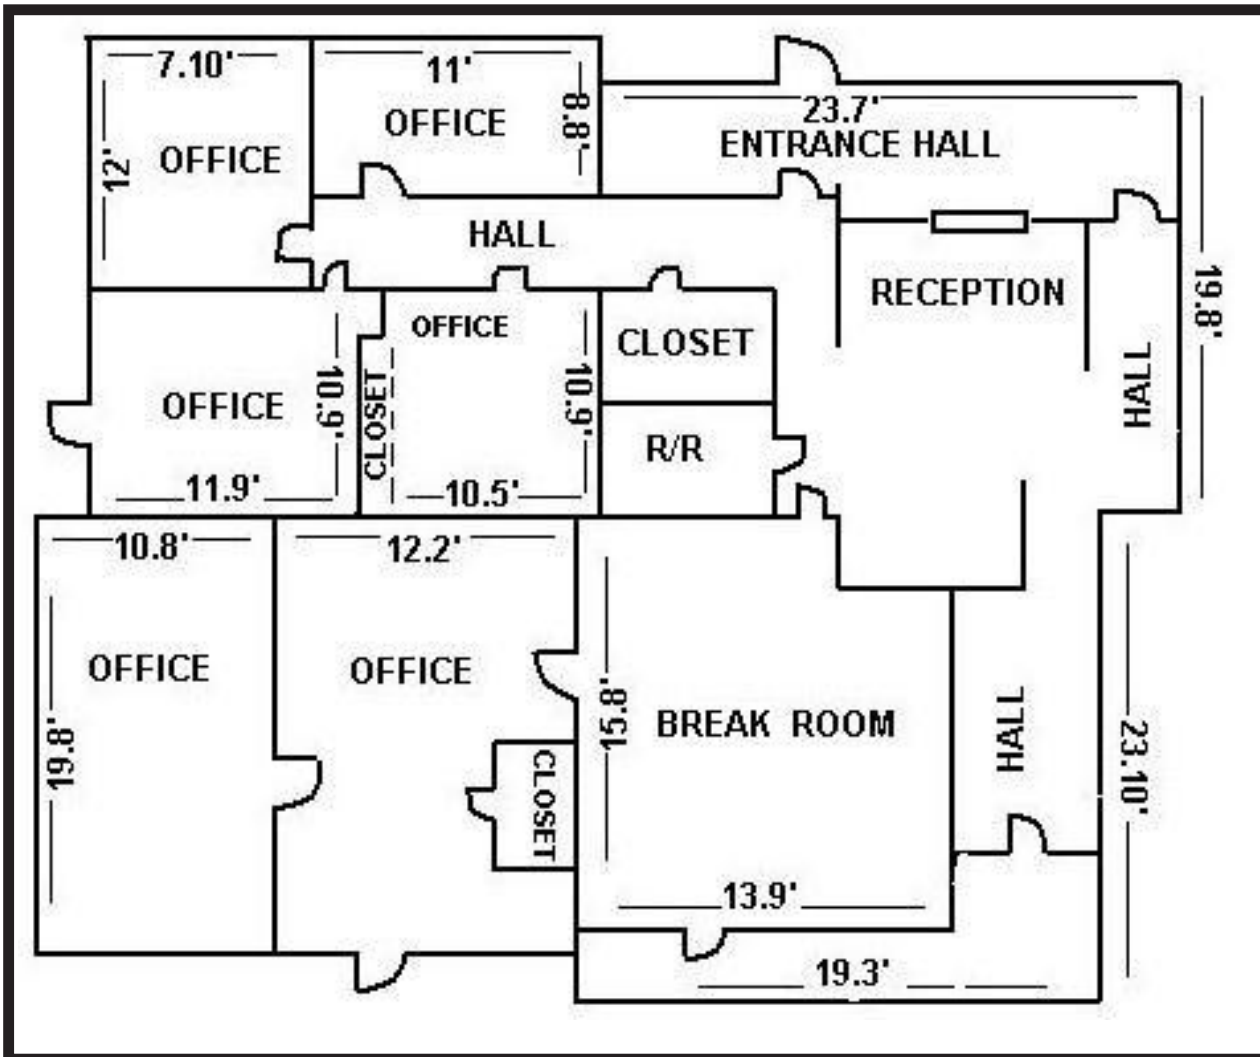 7.10'
12'
OFFICE
11'
OFFICE
8.8'
23.7'
ENTRANCE HALL
HALL
RECEPTION
19.8'
HALL
OFFICE
10.9'
11.9'
CLOSET
OFFICE
10.9'
10.5'
CLOSET
R/R
10.8'
OFFICE
19.8'
12.2'
OFFICE
CLOSET
15.8'
BREAK ROOM
13.9'
HALL
23.10'
19.3'